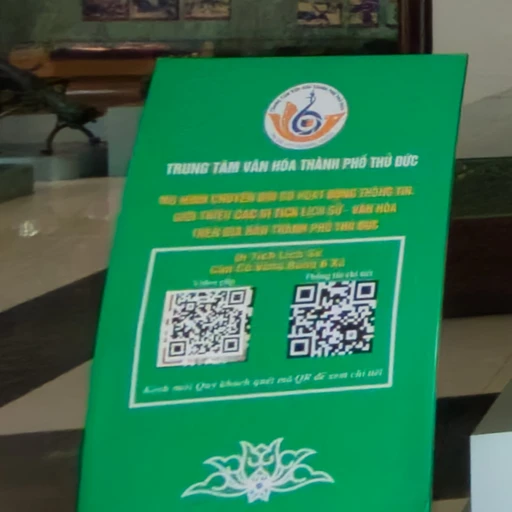 TRUNG TÂM VĂN HÓA THÀNH PHỐ THỦ ĐỨC
MÔ HÌNH CHUYỂN ĐỔI SỐ HOẠT ĐỘNG THÔNG TIN,
GIỚI THIỆU CÁC DI TÍCH LỊCH SỬ - VĂN HÓA
TRÊN ĐỊA BÀN THÀNH PHỐ THỦ ĐỨC
Di Tích Lịch Sử
Căn Cứ Vùng Bưng 6 Xã
Video clip
Thông tin chi tiết
Kính mời Quý khách quét mã QR để xem chi tiết